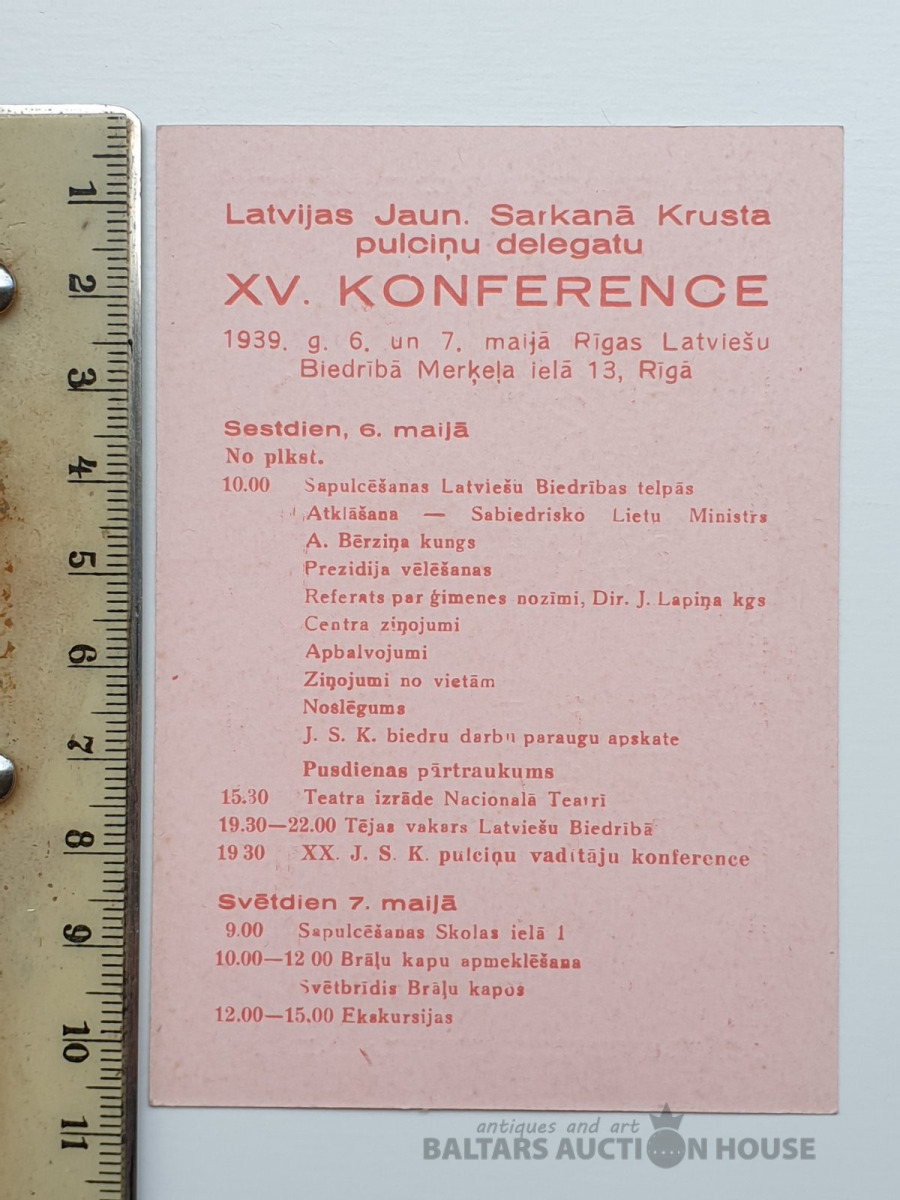 Latvijas Jaun. Sarkanā Krusta
pulciņu delegatu
XV. KONFERENCE
1939. g. 6. un 7. maijā Rīgas Latviešu
Biedrībā Merķeļa ielā 13, Rīgā
Sestdien, 6. maijā
No plkst.
10.00 Sapulcēšanas Latviešu Biedrības telpās
Atklāšana — Sabiedrisko Lietu Ministrs
A. Bērziņa kungs
Prezidija vēlēšanas
Referats par ģimenes nozīmi, Dir. J. Lapiņa kgs
Centra ziņojumi
Apbalvojumi
Ziņojumi no vietām
Noslēgums
J. S. K. biedru darbu paraugu apskate
Pusdienas pārtraukums
15.30 Teatra izrāde Nacionalā Teatrī
19.30—22.00 Tējas vakars Latviešu Biedrībā
19 30 XX. J. S. K. pulciņu vadītāju konference
Svētdien 7. maijā
9.00 Sapulcēšanas Skolas ielā 1
10.00—12 00 Brāļu kapu apmeklēšana
Svētbrīdis Brāļu kapos
12.00—15.00 Ekskursijas
1
2
3
4
5
6
7
8
9
10
11
antiques and art
BALTARS AUCTION HOUSE